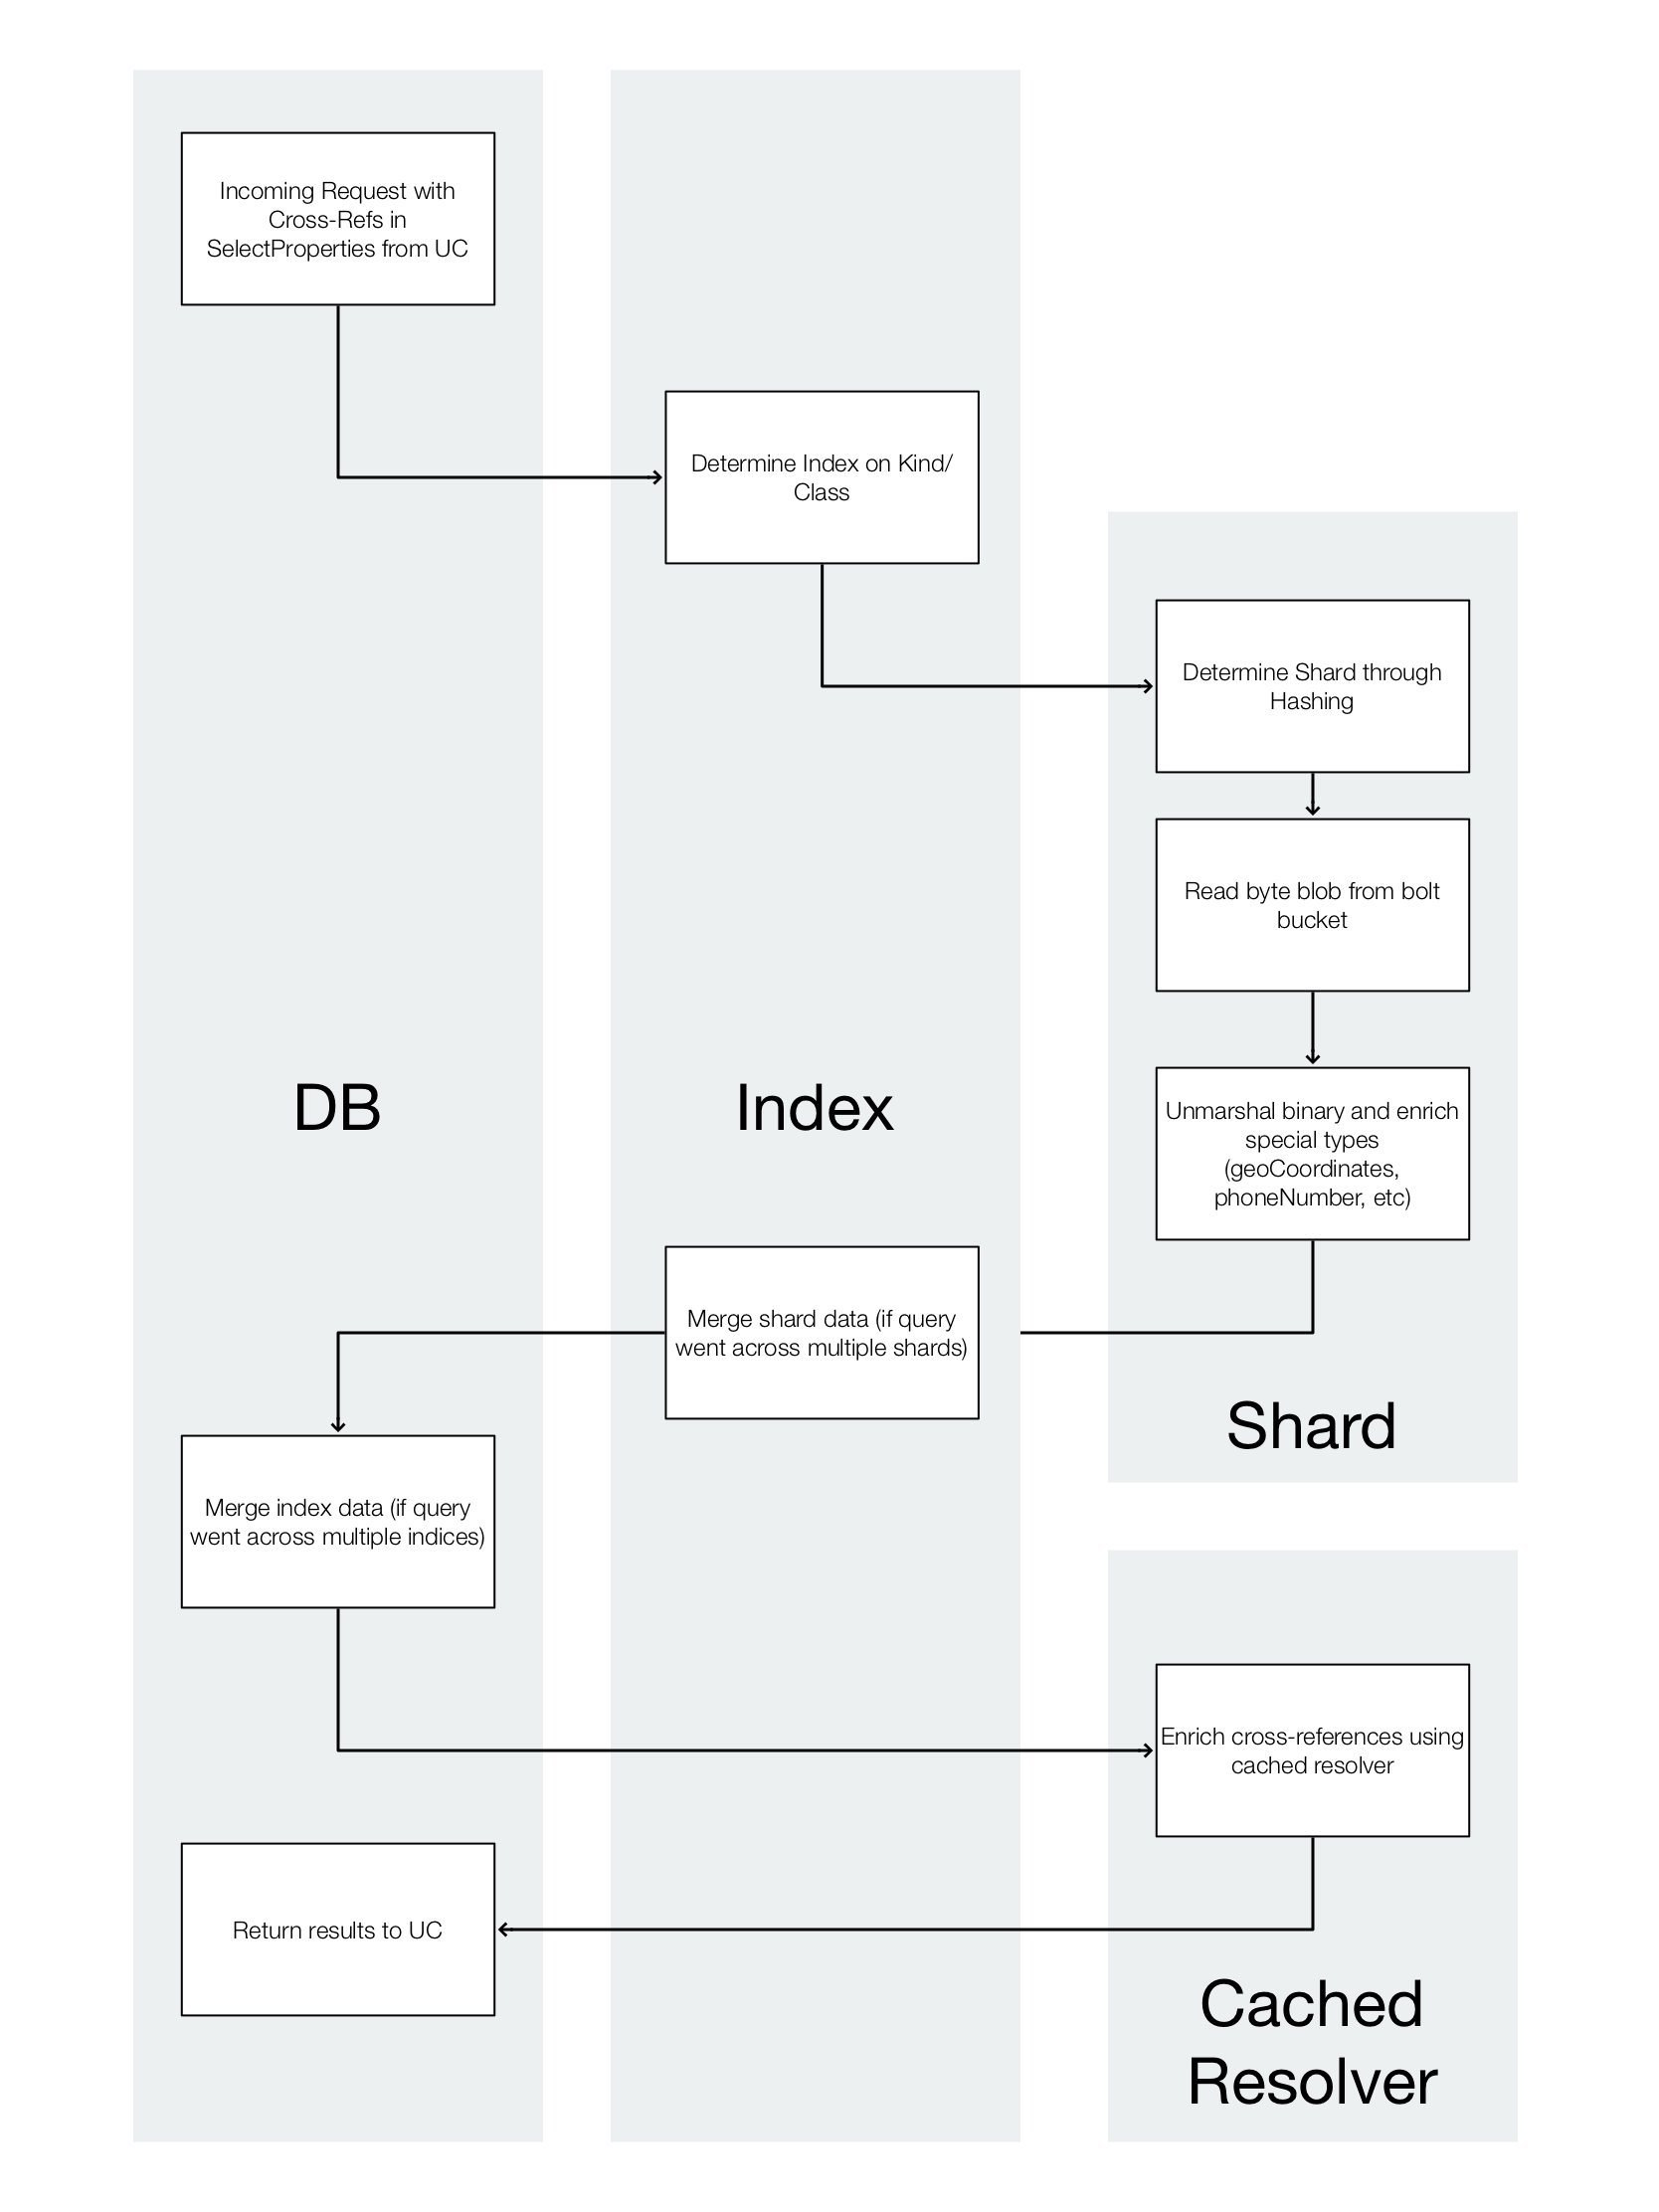 Incoming Request with
Cross-Refs in
SelectProperties from UC
Determine Index on Kind/
Class
Determine Shard through
Hashing
Read byte blob from bolt
bucket
DB
Index
Unmarshal binary and enrich
special types
(geoCoordinates,
phoneNumber, etc)
Merge shard data (if query
went across multiple shards)
Shard
Merge index data (if query
went across multiple indices)
Enrich cross-references using
cached resolver
Return results to UC
Cached
Resolver